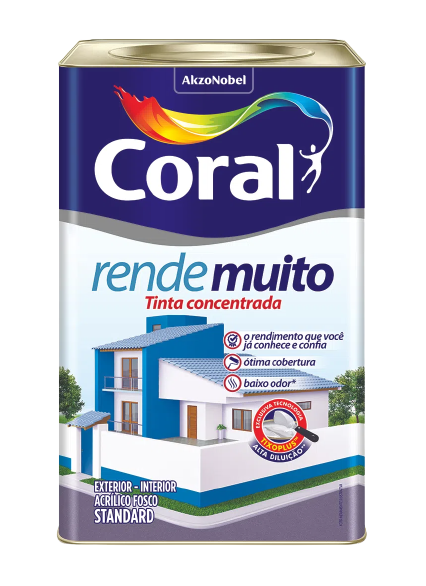 AkzoNobel
Coral
rende muito
Tinta concentrada
o rendimento que você
já conhece e confia
ótima cobertura
baixo odor*
EXCLUSIVA TECNOLOGIA
TIXOPLUS
ALTA DILUIÇÃO**
EXTERIOR - INTERIOR
ACRÍLICO FOSCO
STANDARD